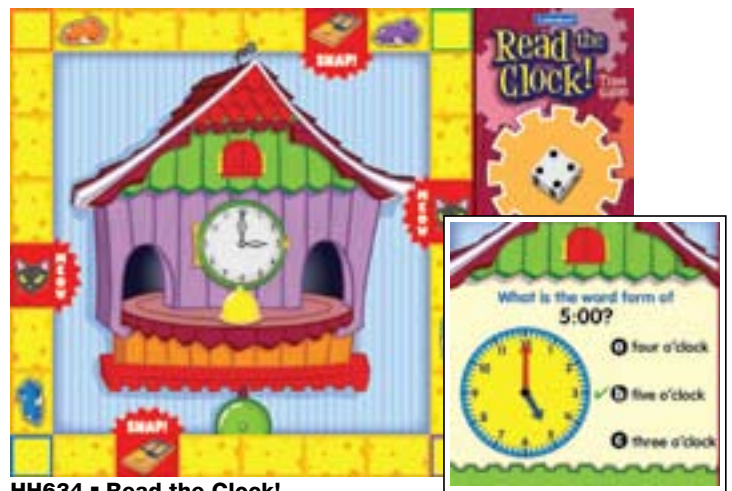 SNAP!
Lakeshore
Read the
Clock!
Time
Game
MEOW
MEOW
SNAP!
What is the word form of
5:00?
a four o'clock
b five o'clock
c three o'clock
HH634 ▪ Read the Clock!